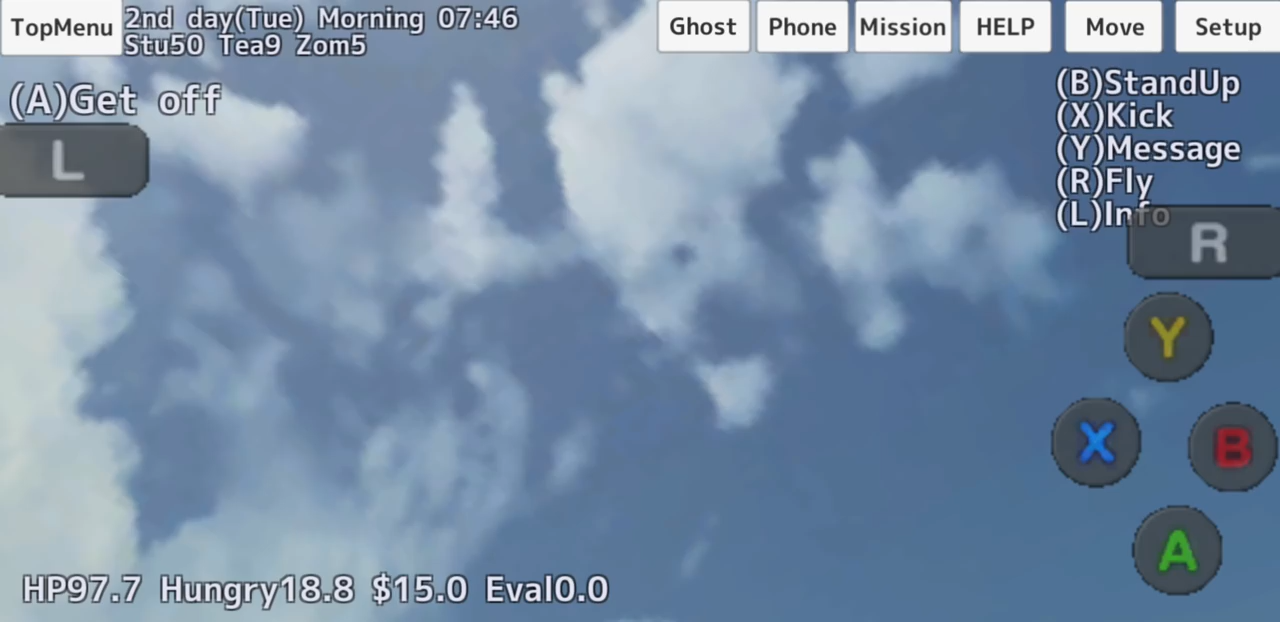 TopMenu
2nd day(Tue) Morning 07:46
Stu50 Tea9 Zom5
Ghost
Phone
Mission
HELP
Move
Setup
(A)Get off
L
(B)StandUp
(X)Kick
(Y)Message
(R)Fly
(L)Info
R
Y
X
B
A
HP97.7 Hungry18.8 $15.0 Eval0.0